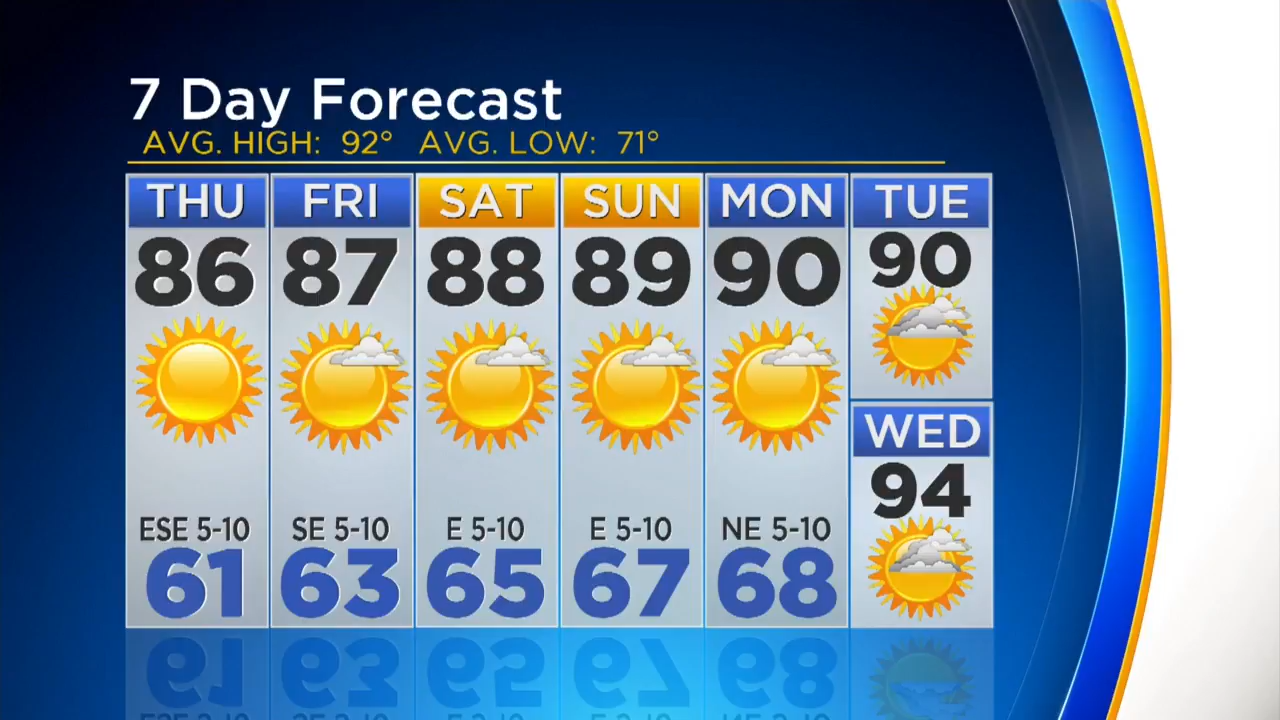 7 Day Forecast
AVG. HIGH: 92° AVG. LOW: 71°
THU FRI SAT SUN MON TUE
86 87 88 89 90 90
WED
94
ESE 5-10 SE 5-10 E 5-10 E 5-10 NE 5-10
61 63 65 67 68